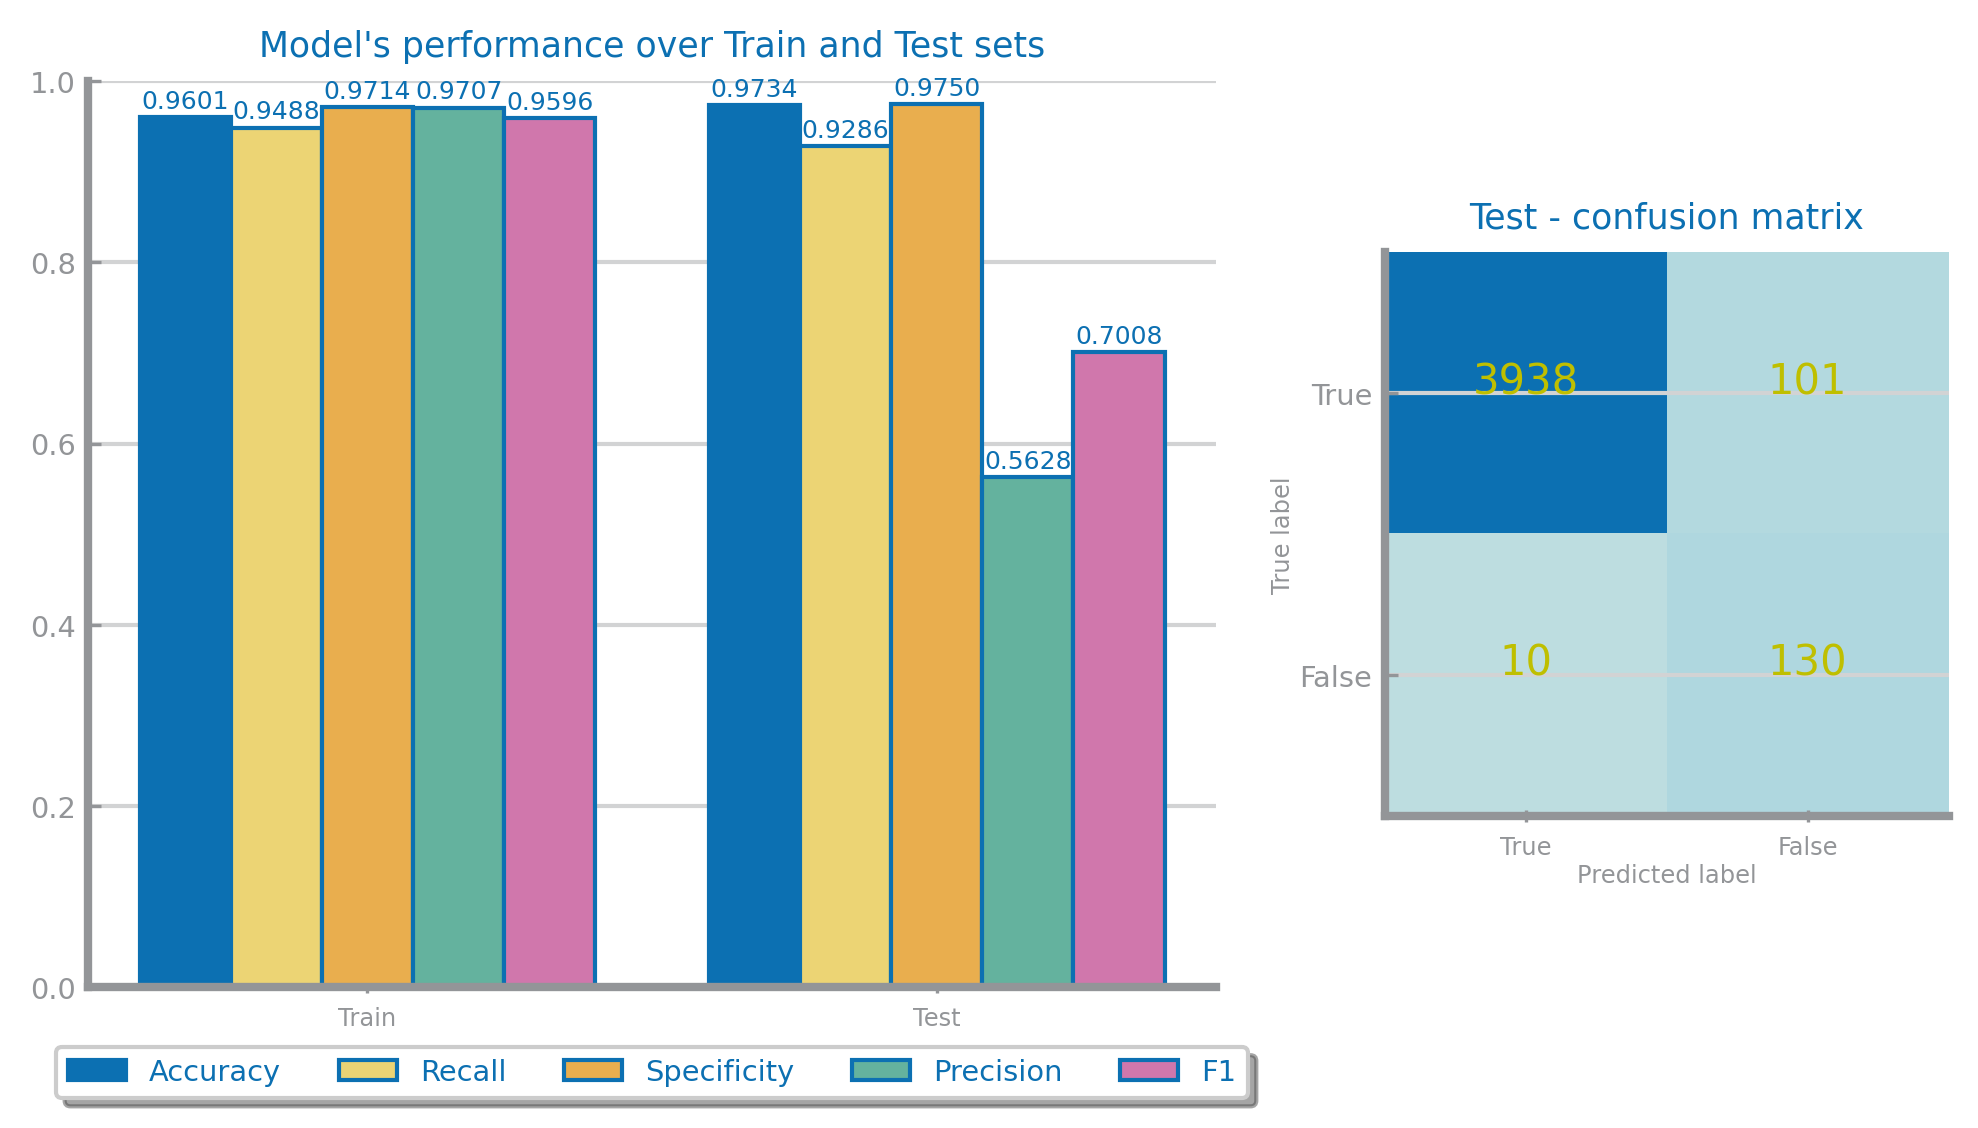 Model's performance over Train and Test sets
1.0
0.8
0.6
0.4
0.2
0.0
0.9601
0.9488
0.9714
0.9707
0.9596
0.9734
0.9286
0.9750
0.5628
0.7008
Train
Test
Accuracy
Recall
Specificity
Precision
F1
Test - confusion matrix
True label
True
3938
101
False
10
130
True
False
Predicted label